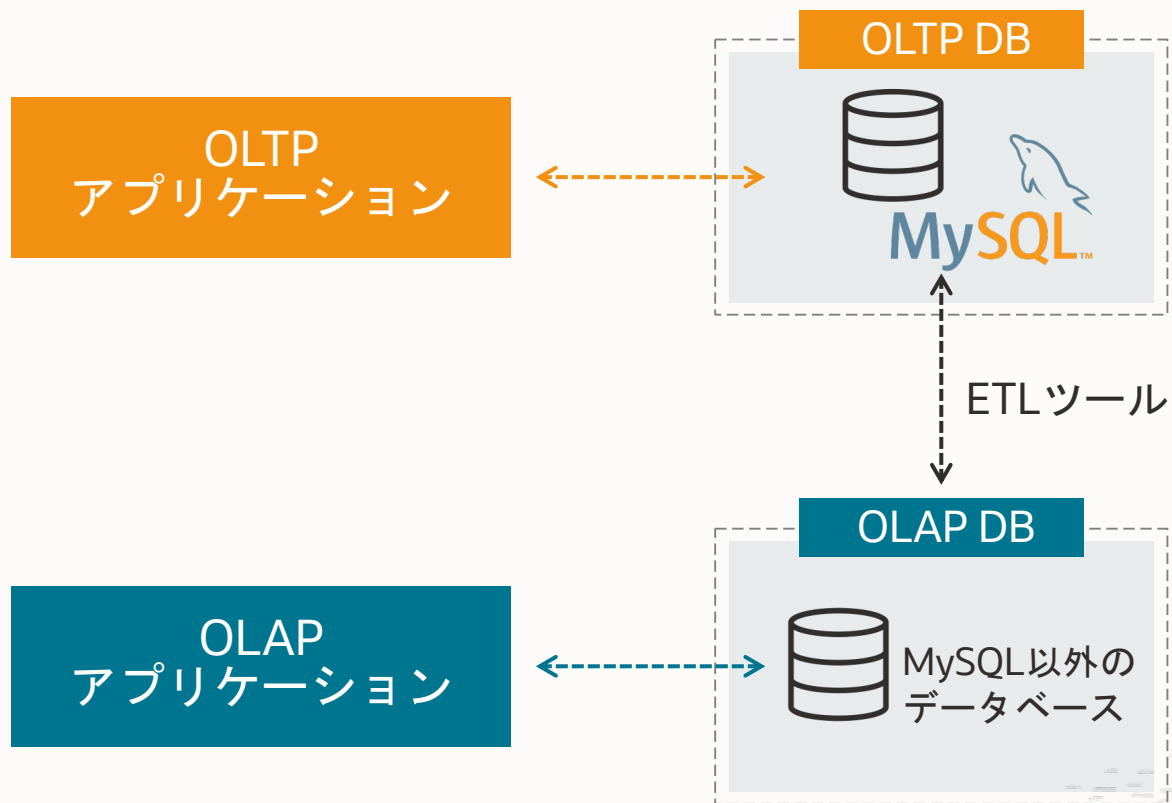 OLTP DB
OLTP
アプリケーション
MySQL™
ETLツール
OLAP DB
OLAP
アプリケーション
MySQL以外の
データベース